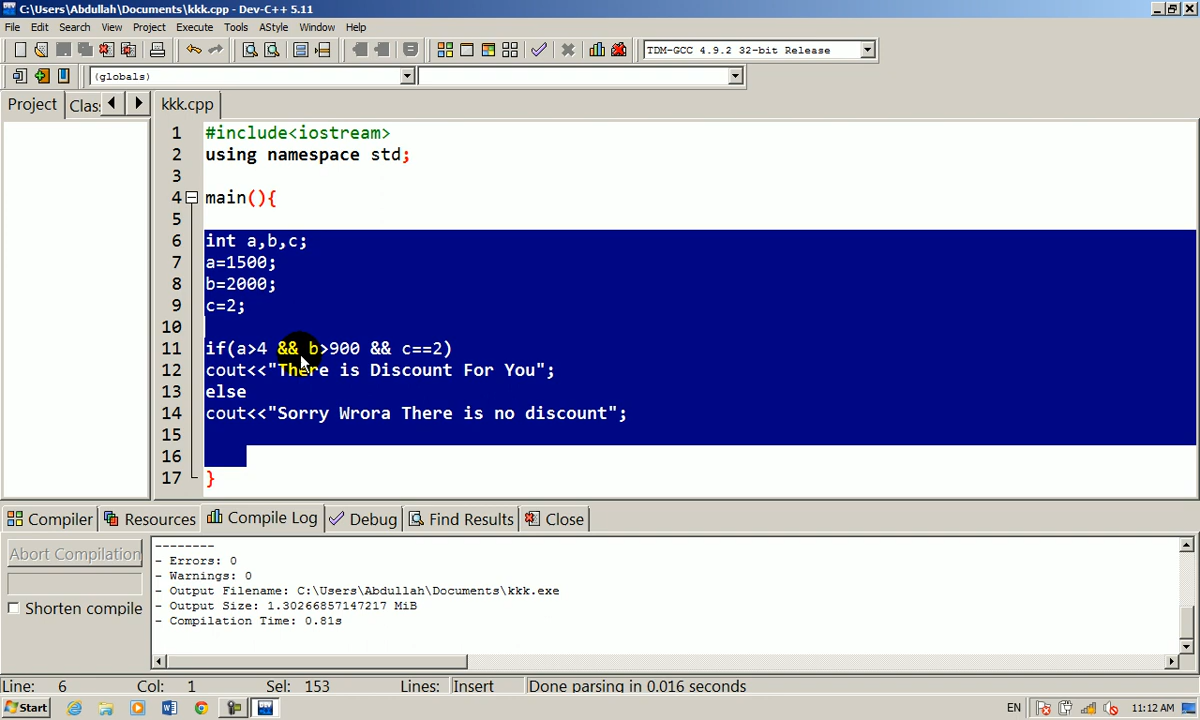 C:\Users\Abdullah\Documents\kkk.cpp - Dev-C++ 5.11
File Edit Search View Project Execute Tools AStyle Window Help
TDM-GCC 4.9.2 32-bit Release
(globals)
Project Clas kkk.cpp
1 #include<iostream>
2 using namespace std;
3
4 main(){
5
6 int a,b,c;
7 a=1500;
8 b=2000;
9 c=2;
10
11 if(a>4 && b>900 && c==2)
12 cout<<"There is Discount For You";
13 else
14 cout<<"Sorry Wrora There is no discount";
15
16
17 }
Compiler Resources Compile Log Debug Find Results Close
Abort Compilation
Shorten compile
--------
- Errors: 0
- Warnings: 0
- Output Filename: C:\Users\Abdullah\Documents\kkk.exe
- Output Size: 1.30266857147217 MiB
- Compilation Time: 0.81s
Line: 6 Col: 1 Sel: 153 Lines: Insert Done parsing in 0.016 seconds
Start EN 11:12 AM